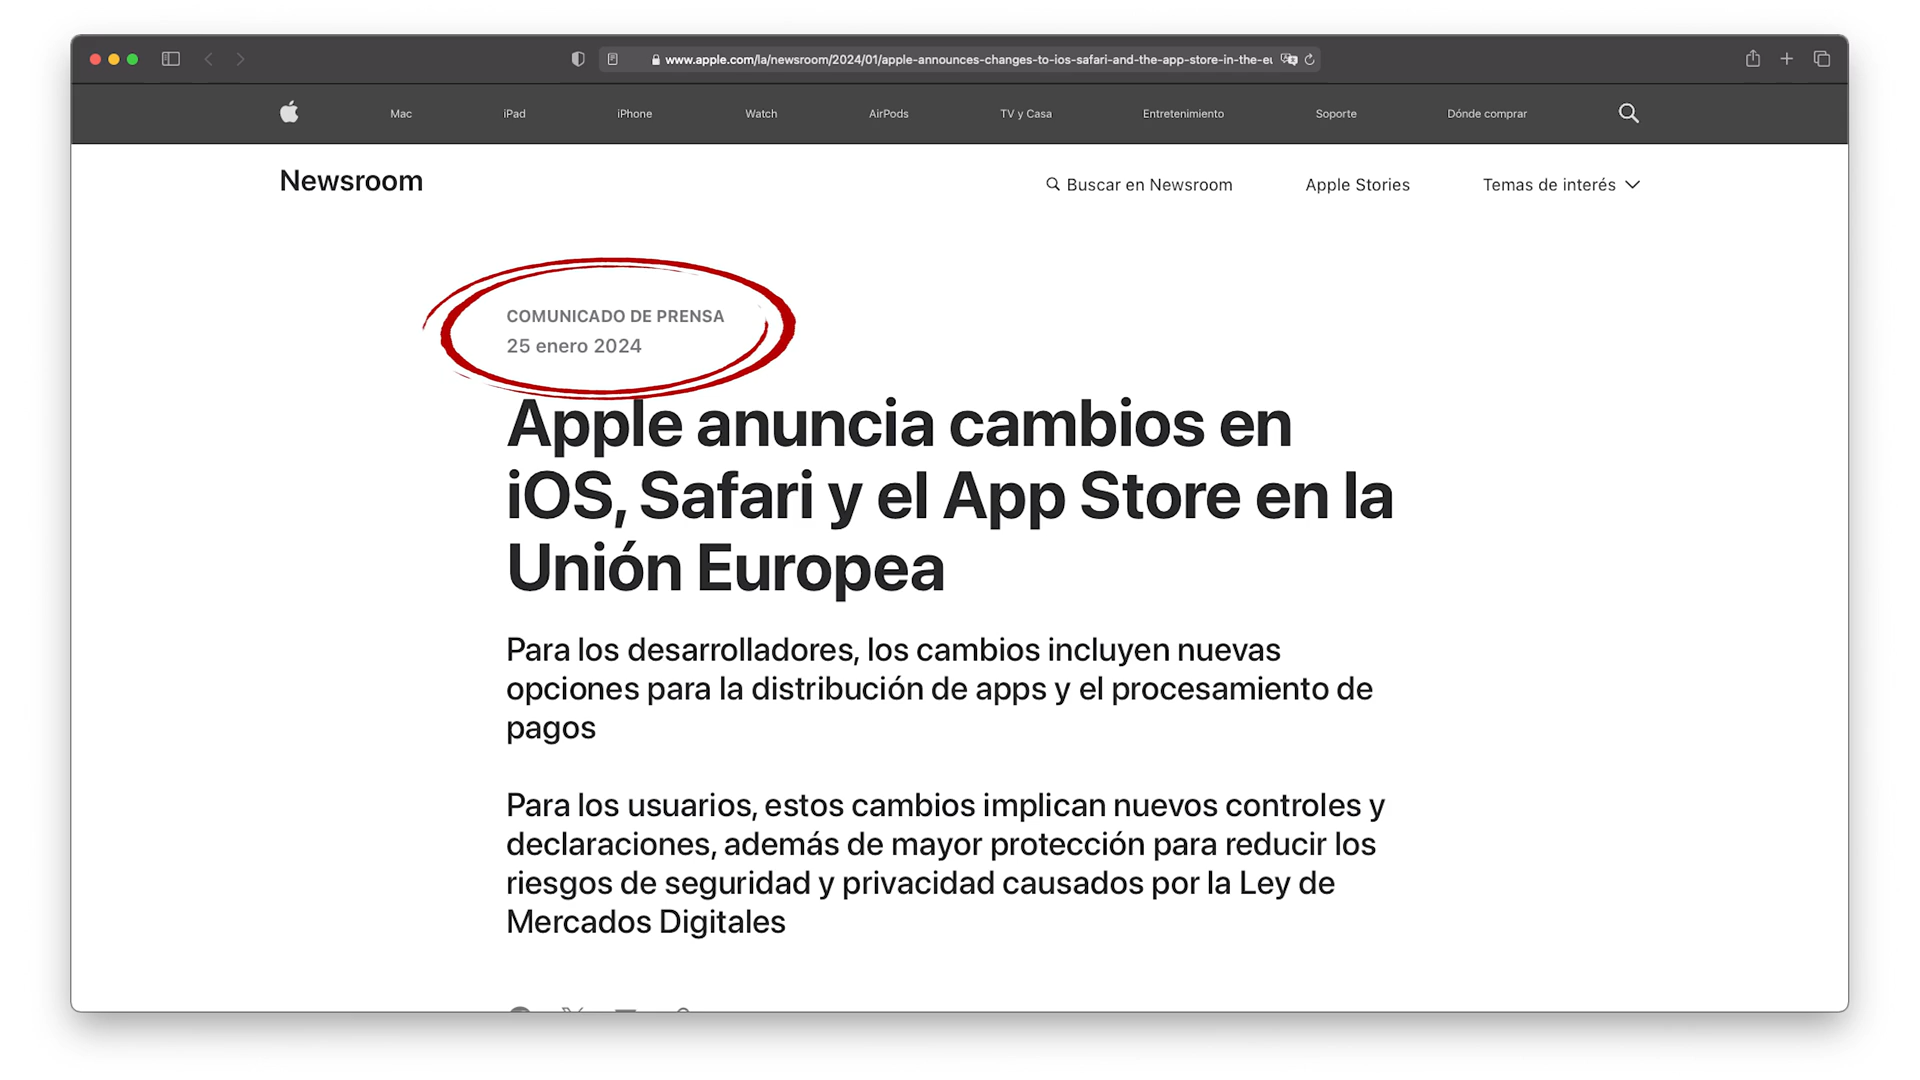 www.apple.com/la/newsroom/2024/01/apple-announces-changes-to-ios-safari-and-the-app-store-in-the-eu
Mac iPad iPhone Watch AirPods TV y Casa Entretenimiento Soporte Dónde comprar
Newsroom
Buscar en Newsroom Apple Stories Temas de interés
COMUNICADO DE PRENSA
25 enero 2024
Apple anuncia cambios en
iOS, Safari y el App Store en la
Unión Europea
Para los desarrolladores, los cambios incluyen nuevas
opciones para la distribución de apps y el procesamiento de
pagos
Para los usuarios, estos cambios implican nuevos controles y
declaraciones, además de mayor protección para reducir los
riesgos de seguridad y privacidad causados por la Ley de
Mercados Digitales